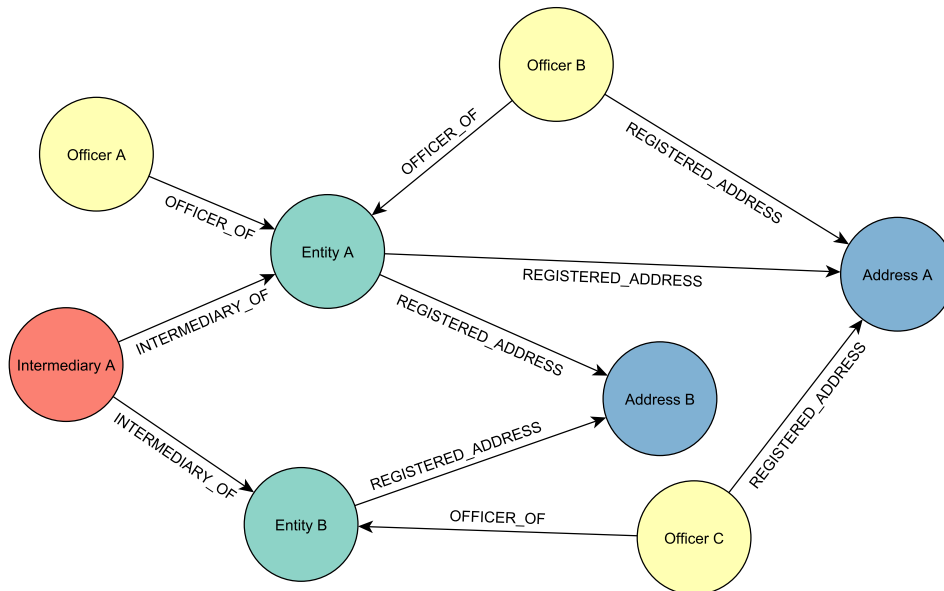 Officer B
Officer A
OFFICER_OF
REGISTERED_ADDRESS
OFFICER_OF
Entity A
REGISTERED_ADDRESS
Address A
INTERMEDIARY_OF
REGISTERED_ADDRESS
Intermediary A
Address B
REGISTERED_ADDRESS
INTERMEDIARY_OF
REGISTERED_ADDRESS
OFFICER_OF
Entity B
Officer C